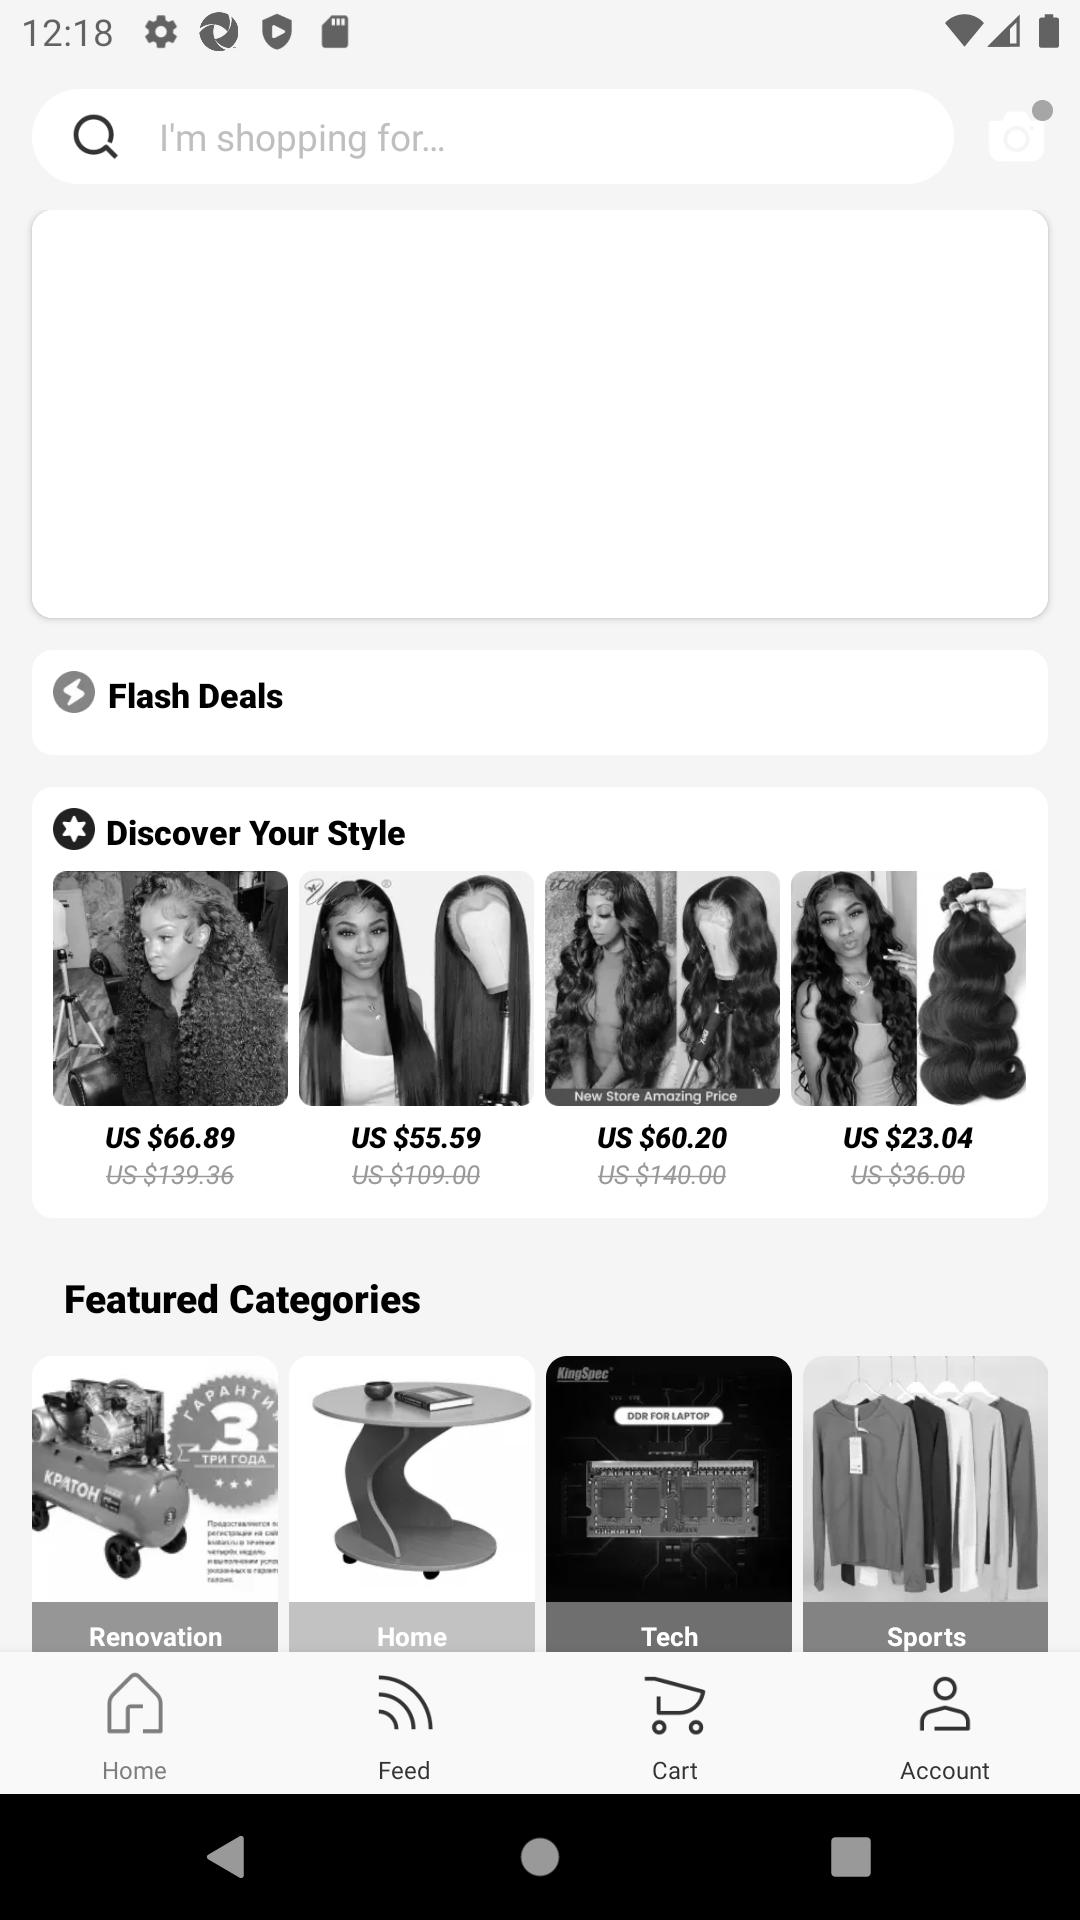 12:18
I'm shopping for...
Flash Deals
Discover Your Style
New Store Amazing Price
US $66.89
US $55.59
US $60.20
US $23.04
US $139.36
US $109.00
US $140.00
US $36.00
Featured Categories
KingSpec
DDR FOR LAPTOP
3
ТРИ ГОДА
КРАТОН
Renovation
Home
Tech
Sports
Home
Feed
Cart
Account